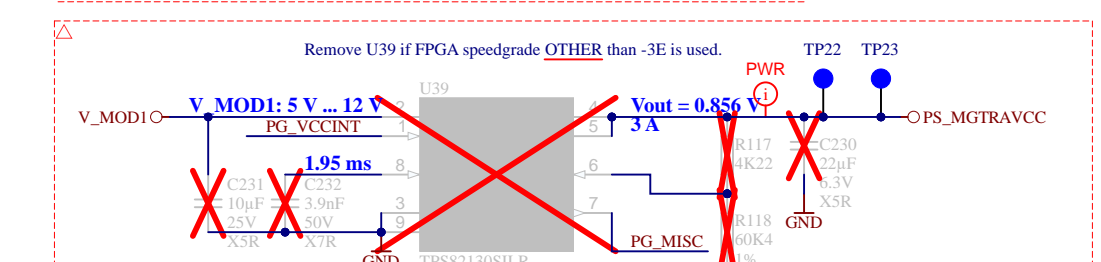 Remove U39 if FPGA speedgrade OTHER than -3E is used.
TP22
TP23
PWR
i
U39
V_MOD1
V_MOD1: 5 V ... 12 V
2
4
Vout = 0.856 V
PS_MGTRAVCC
PG_VCCINT
1
5
3 A
R117
4K22
C230
22µF
6.3V
X5R
GND
1.95 ms
8
6
C231
10µF
25V
X5R
C232
3.9nF
50V
X7R
3
9
7
PG_MISC
R118
60K4
1%
GND
TPS82130SILR